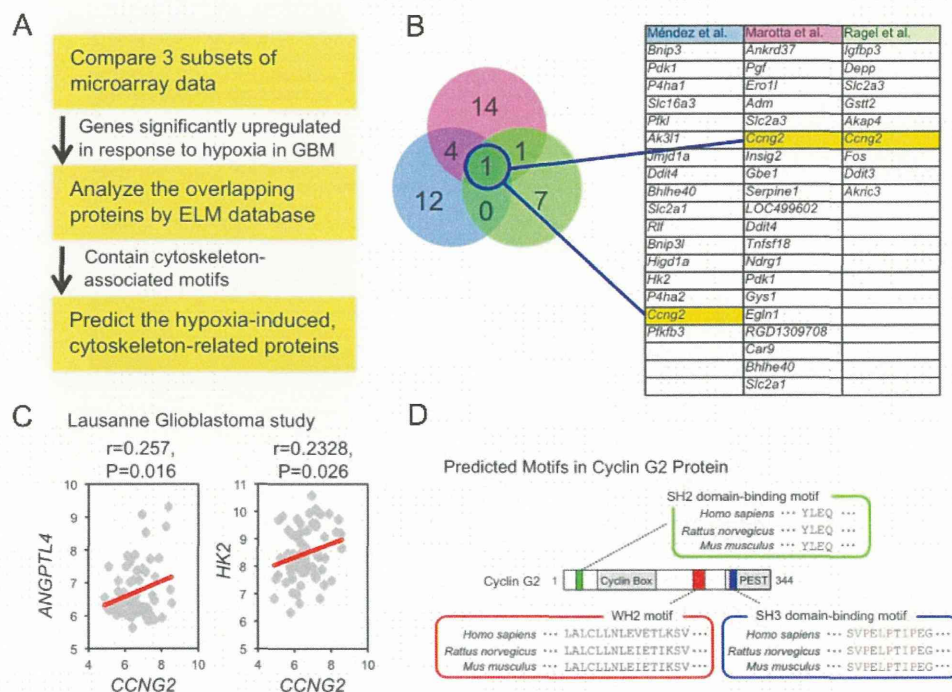 A
Compare 3 subsets of
microarray data
Genes significantly upregulated
in response to hypoxia in GBM
Analyze the overlapping
proteins by ELM database
Contain cytoskeleton-
associated motifs
Predict the hypoxia-induced,
cytoskeleton-related proteins
B
14
4
1
1
12
0
7
Méndez et al. Marotta et al. Ragel et al.
Bnip3 Ankrd37 Igfbp3
Pdk1 Pgf Depp
P4ha1 Ero1l Slc2a3
Slc16a3 Adm Gstt2
Pfkl Slc2a3 Akap4
Ak3l1 Ccng2 Ccng2
Jmjd1a Insig2 Fos
Ddit4 Gbe1 Ddit3
Bhlhe40 Serpine1 Akric3
Slc2a1 LOC499602
Rlf Ddit4
Bnip3l Tnfsf18
Higd1a Ndrg1
Hk2 Pdk1
P4ha2 Gys1
Ccng2 Egln1
Pfkfb3 RGD1309708
Car9
Bhlhe40
Slc2a1
C
Lausanne Glioblastoma study
r=0.257,
P=0.016
r=0.2328,
P=0.026
ANGPTL4
10
9
8
7
6
5
4 6 8 10
CCNG2
HK2
11
10
9
8
7
6
5
4 6 8 10
CCNG2
D
Predicted Motifs in Cyclin G2 Protein
SH2 domain-binding motif
Homo sapiens ··· YLEQ ···
Rattus norvegicus ··· YLEQ ···
Mus musculus ··· YLEQ ···
Cyclin G2 1 Cyclin Box PEST 344
WH2 motif
Homo sapiens ··· LALCLLNLEVETLKSV ···
Rattus norvegicus ··· LALCLLNLEIETIKSV ···
Mus musculus ··· LALCLLNLEIETIKSV ···
SH3 domain-binding motif
Homo sapiens ··· SVPELPTIPEG ···
Rattus norvegicus ··· SVPELPTIPEG ···
Mus musculus ··· SVPELPTIPEG ···